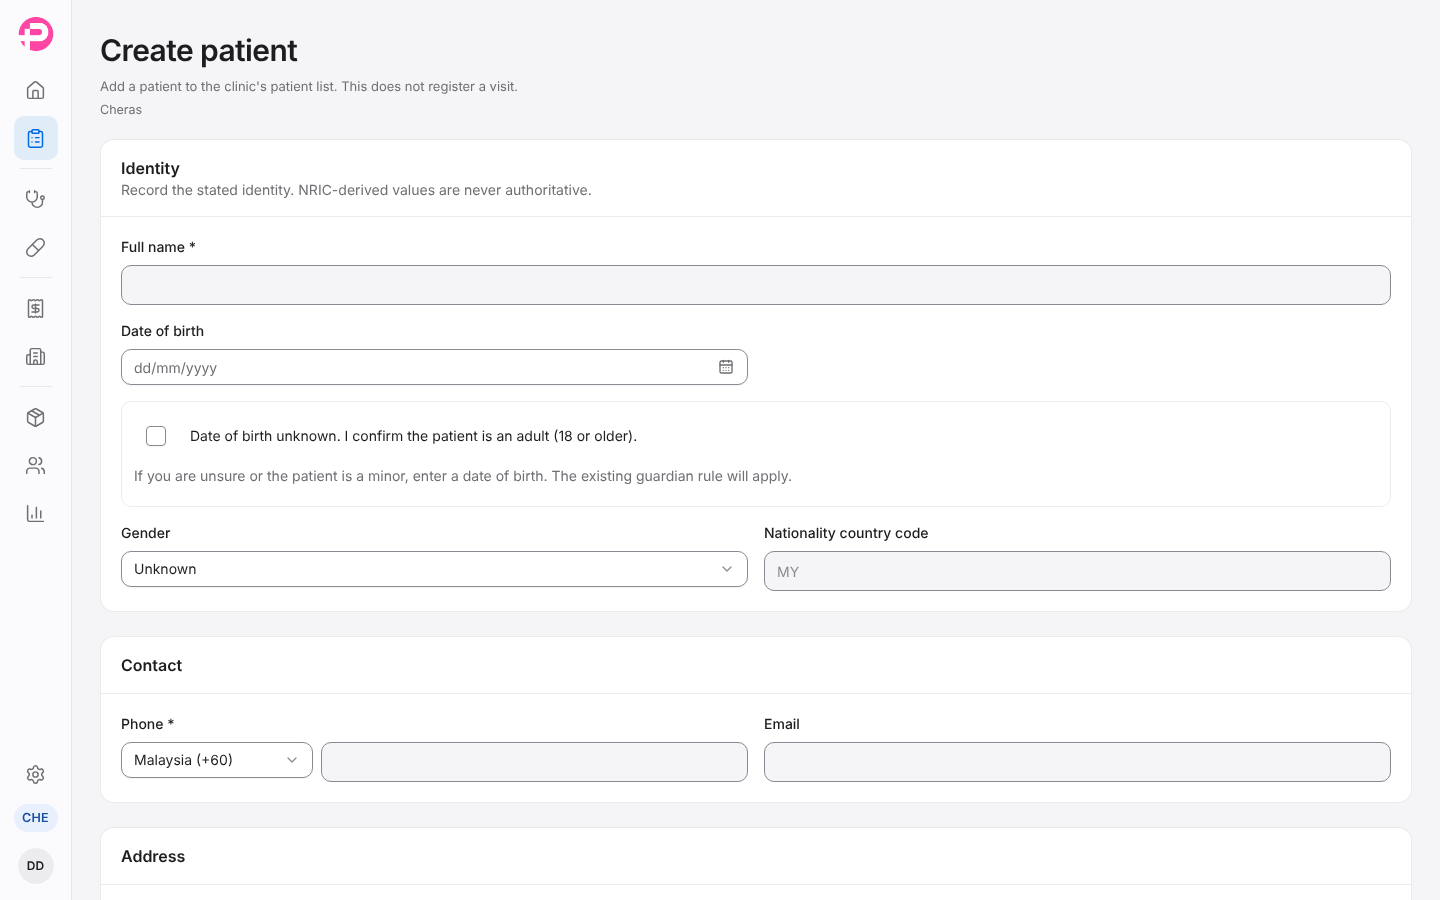 Create patient
Add a patient to the clinic's patient list. This does not register a visit.
Cheras
Identity
Record the stated identity. NRIC-derived values are never authoritative.
Full name *
Date of birth
dd/mm/yyyy
Date of birth unknown. I confirm the patient is an adult (18 or older).
If you are unsure or the patient is a minor, enter a date of birth. The existing guardian rule will apply.
Gender
Nationality country code
Unknown
MY
Contact
Phone *
Email
Malaysia (+60)
Address
CHE
DD